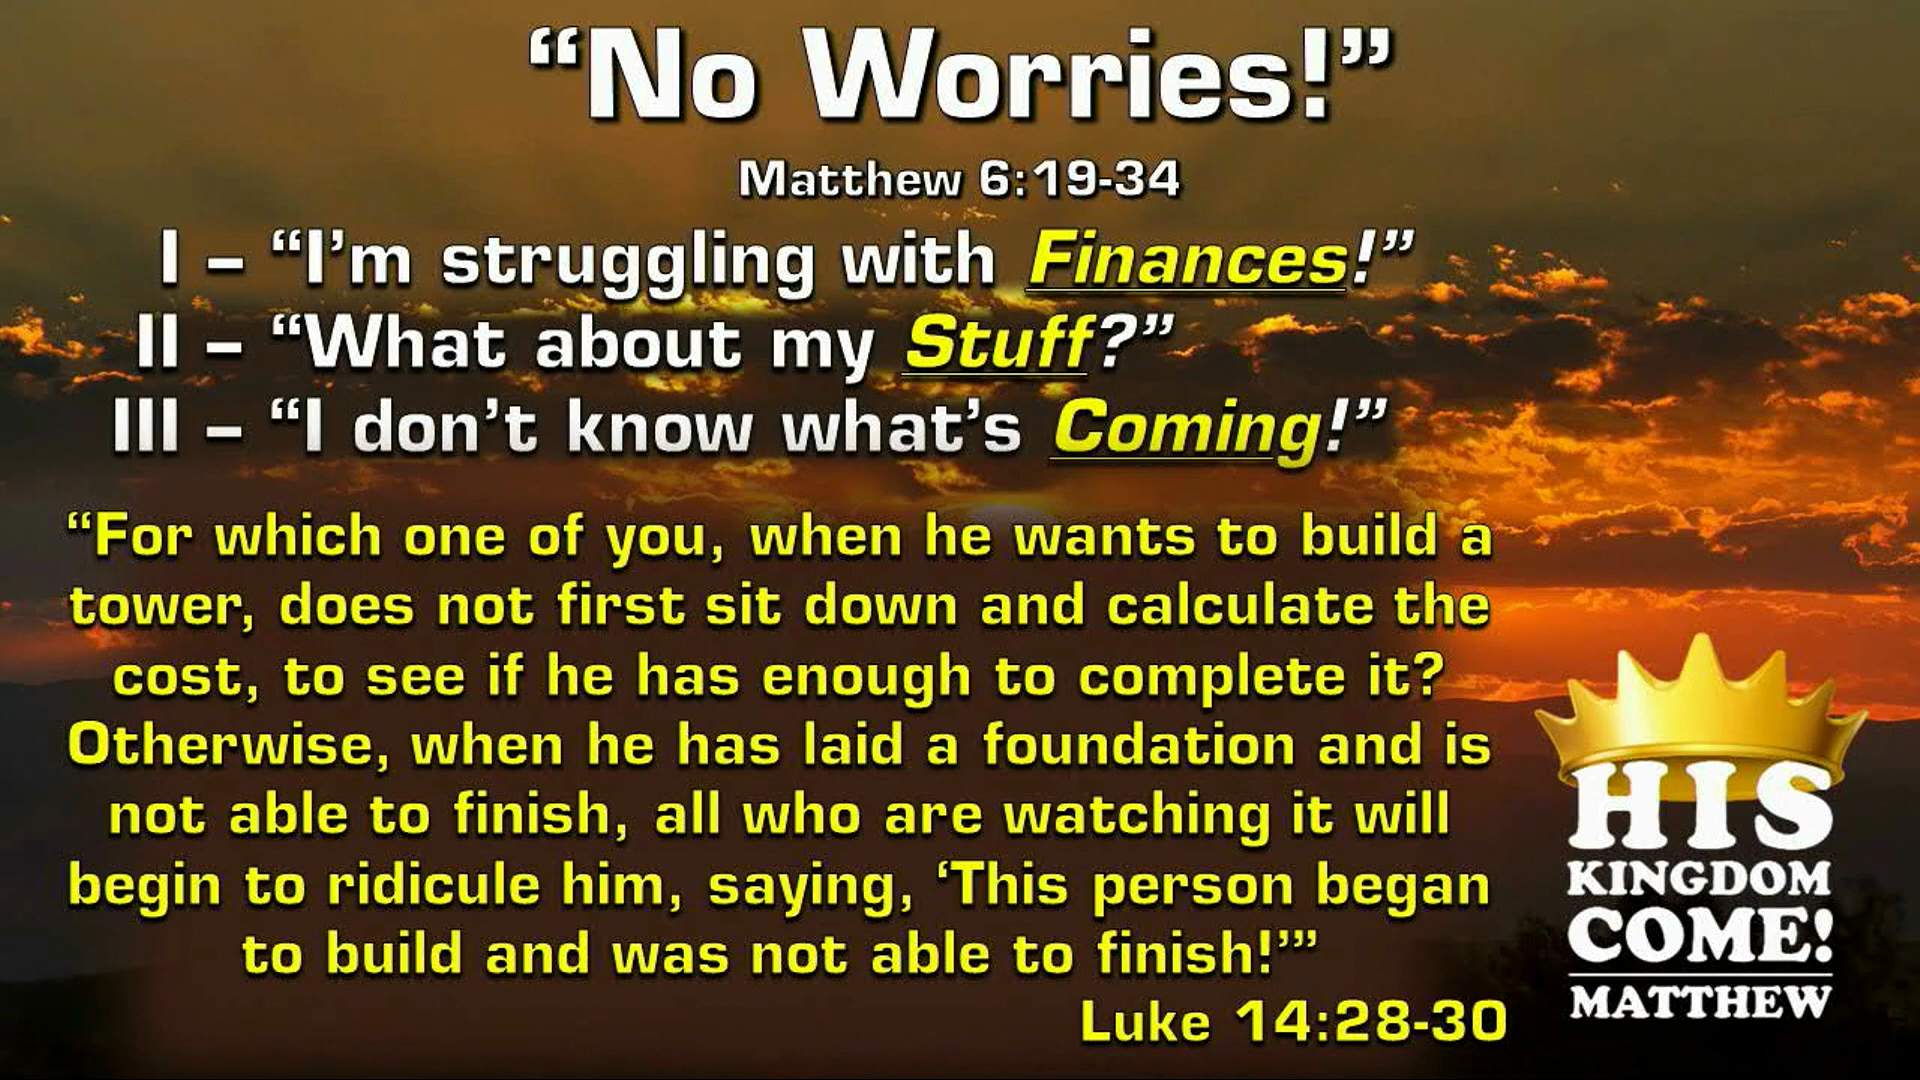 “No Worries!”
Matthew 6:19-34
I – “I’m struggling with Finances!”
II – “What about my Stuff?”
III – “I don’t know what’s Coming!”
“For which one of you, when he wants to build a
tower, does not first sit down and calculate the
cost, to see if he has enough to complete it?
Otherwise, when he has laid a foundation and is
not able to finish, all who are watching it will
begin to ridicule him, saying, ‘This person began
to build and was not able to finish!’”
Luke 14:28-30
HIS
KINGDOM
COME!
MATTHEW